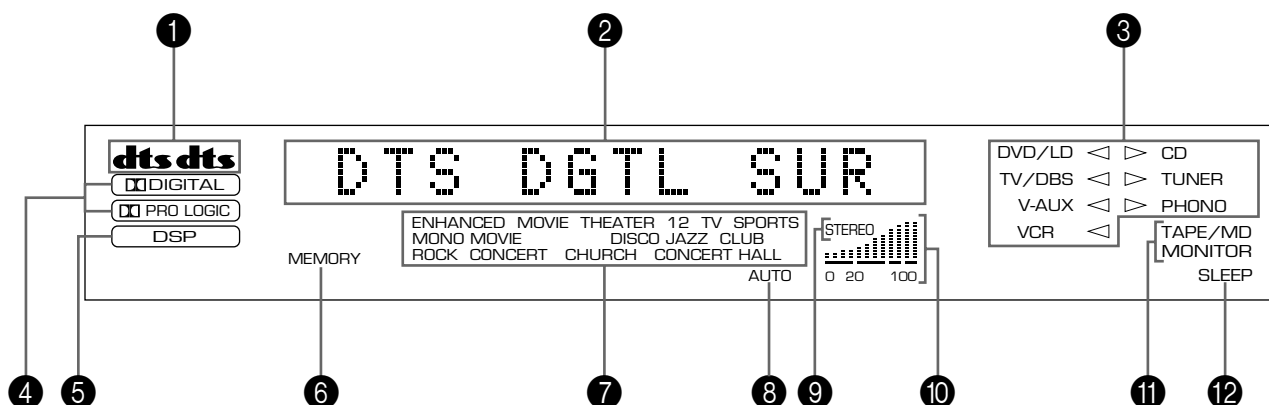 1 2 3
dts dts
DTS DGTL SUR
DVD/LD CD
DIGITAL
TV/DBS TUNER
PRO LOGIC
V-AUX PHONO
DSP
VCR
ENHANCED MOVIE THEATER 12 TV SPORTS
MONO MOVIE DISCO JAZZ CLUB
ROCK CONCERT CHURCH CONCERT HALL
STEREO
TAPE/MD
MONITOR
MEMORY
AUTO
0 20 100
SLEEP
4 5 6 7 8 9 10 11 12